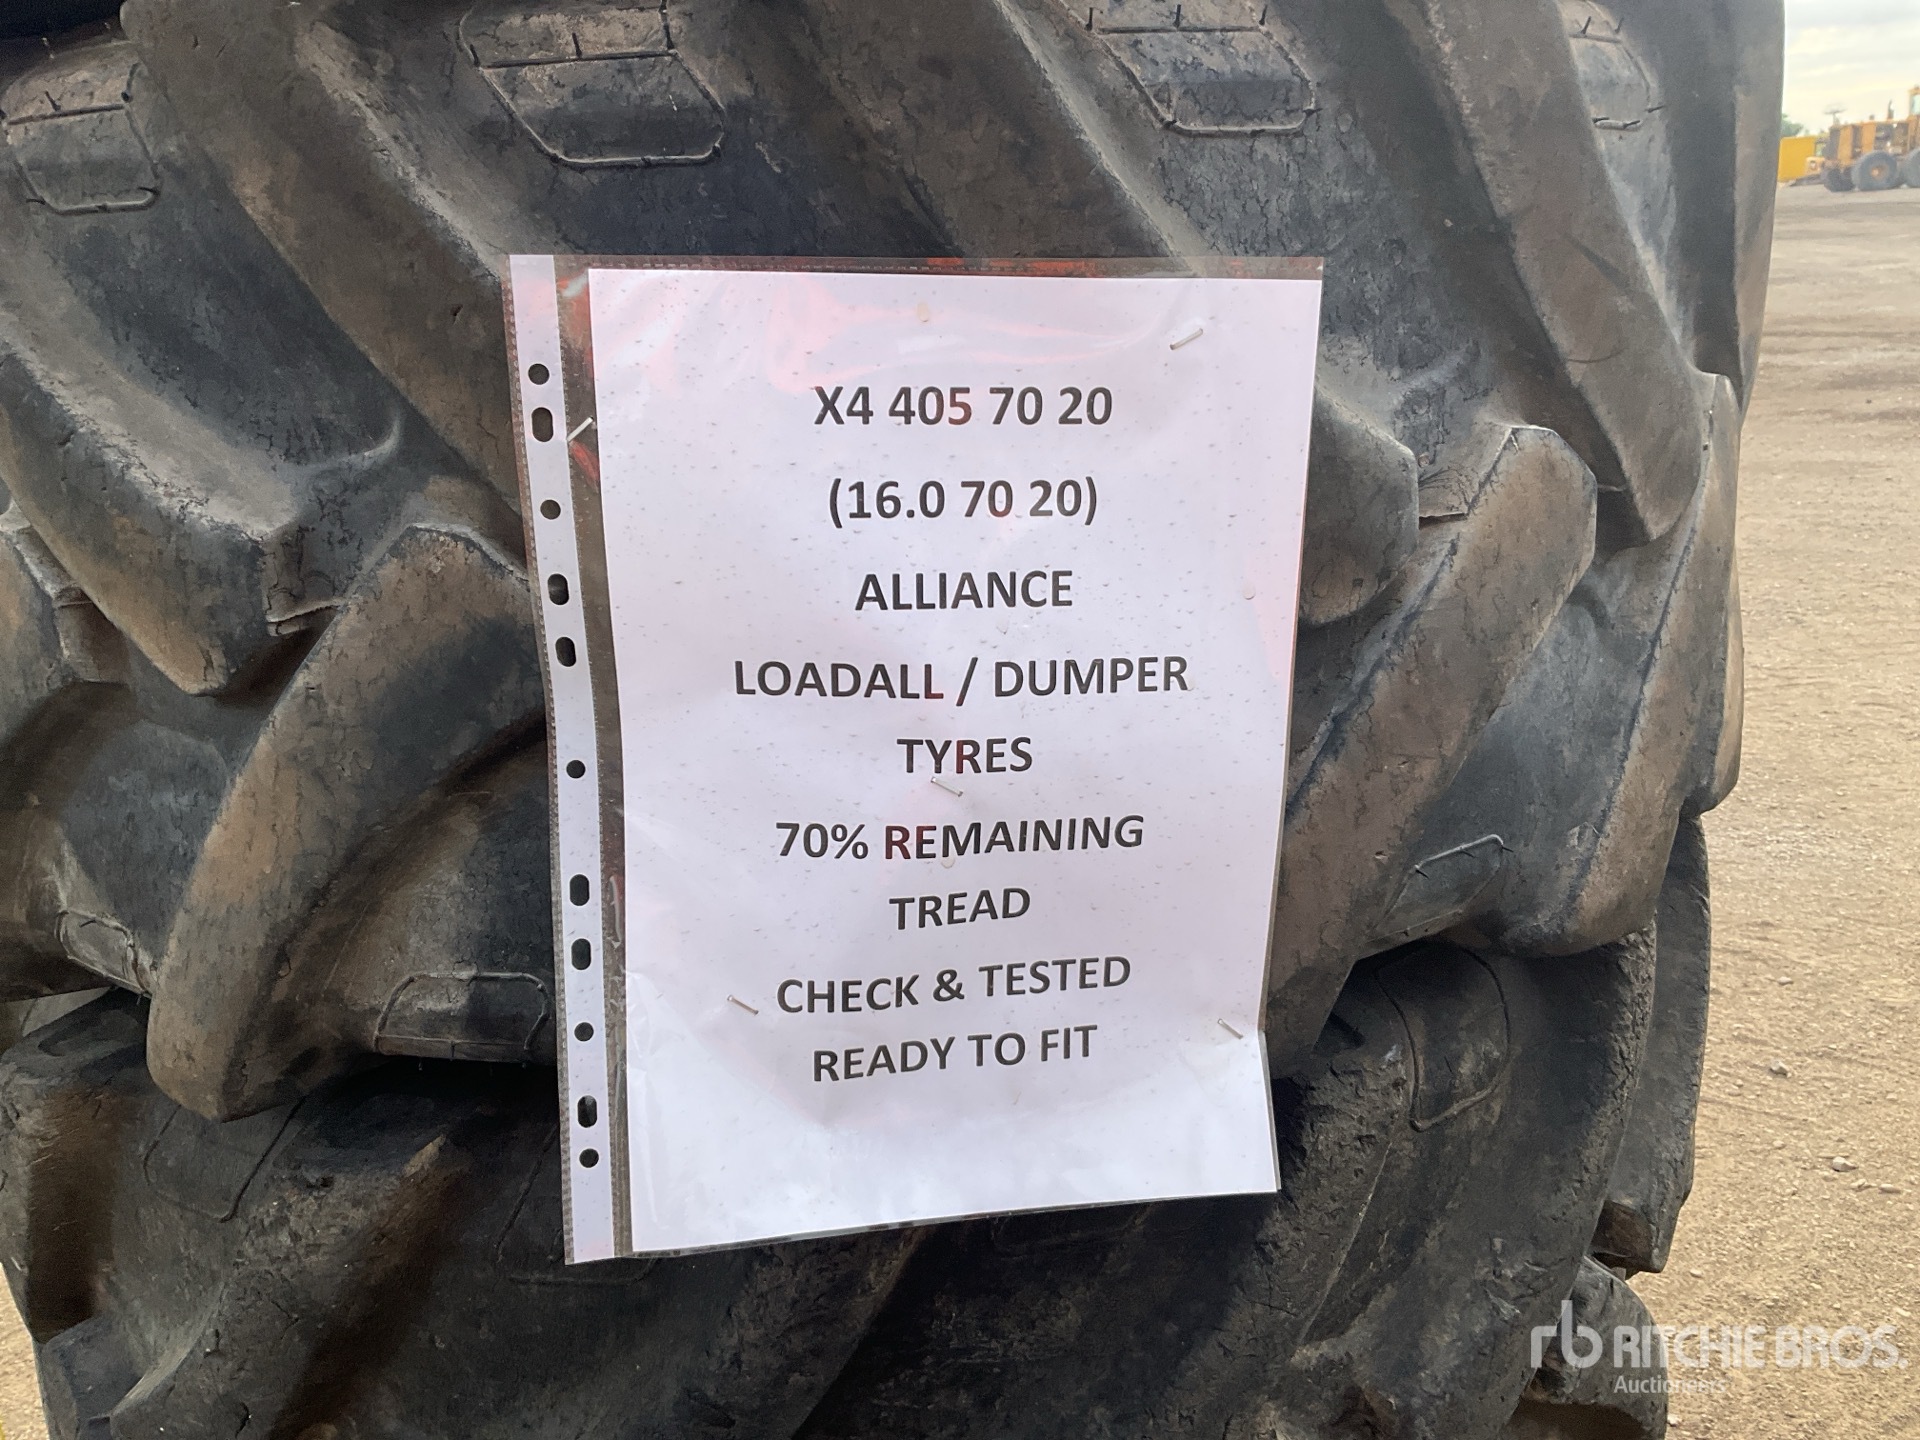 X4 405 70 20
(16.0 70 20)
ALLIANCE
LOADALL / DUMPER
TYRES
70% REMAINING
TREAD
CHECK & TESTED
READY TO FIT
rb RITCHIE BROS.
Auctioneers